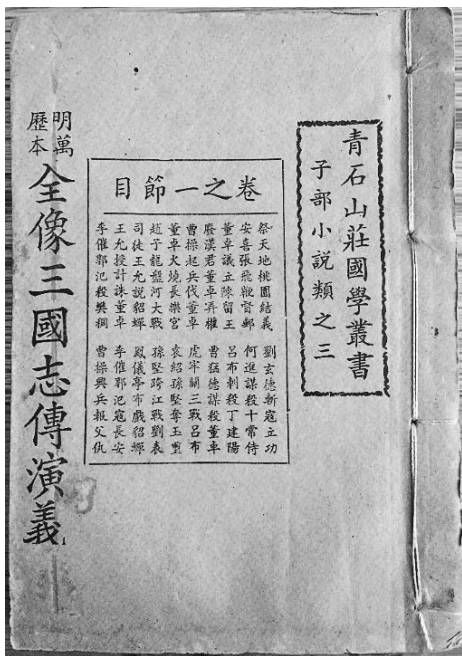 青石山莊國學叢書
子部小說類之三
卷之一節目
祭天地桃園結義 劉玄德斬寇立功
安喜張飛鞭督郵 何進謀殺十常侍
董卓議立陳留王 呂布刺殺丁建陽
廢漢君董卓弄權 曹孟德謀殺董卓
曹操起兵伐董卓 虎牢關三戰呂布
董卓火燒長樂宮 袁紹孫堅奪玉璽
趙子龍盤河大戰 孫堅跨江戰劉表
司徒王允說貂蟬 鳳儀亭布戲貂蟬
王允授計誅董卓 李傕郭汜寇長安
李傕郭汜殺樊稠 曹操興兵報父仇
明萬
歷本
全像三國志傳演義